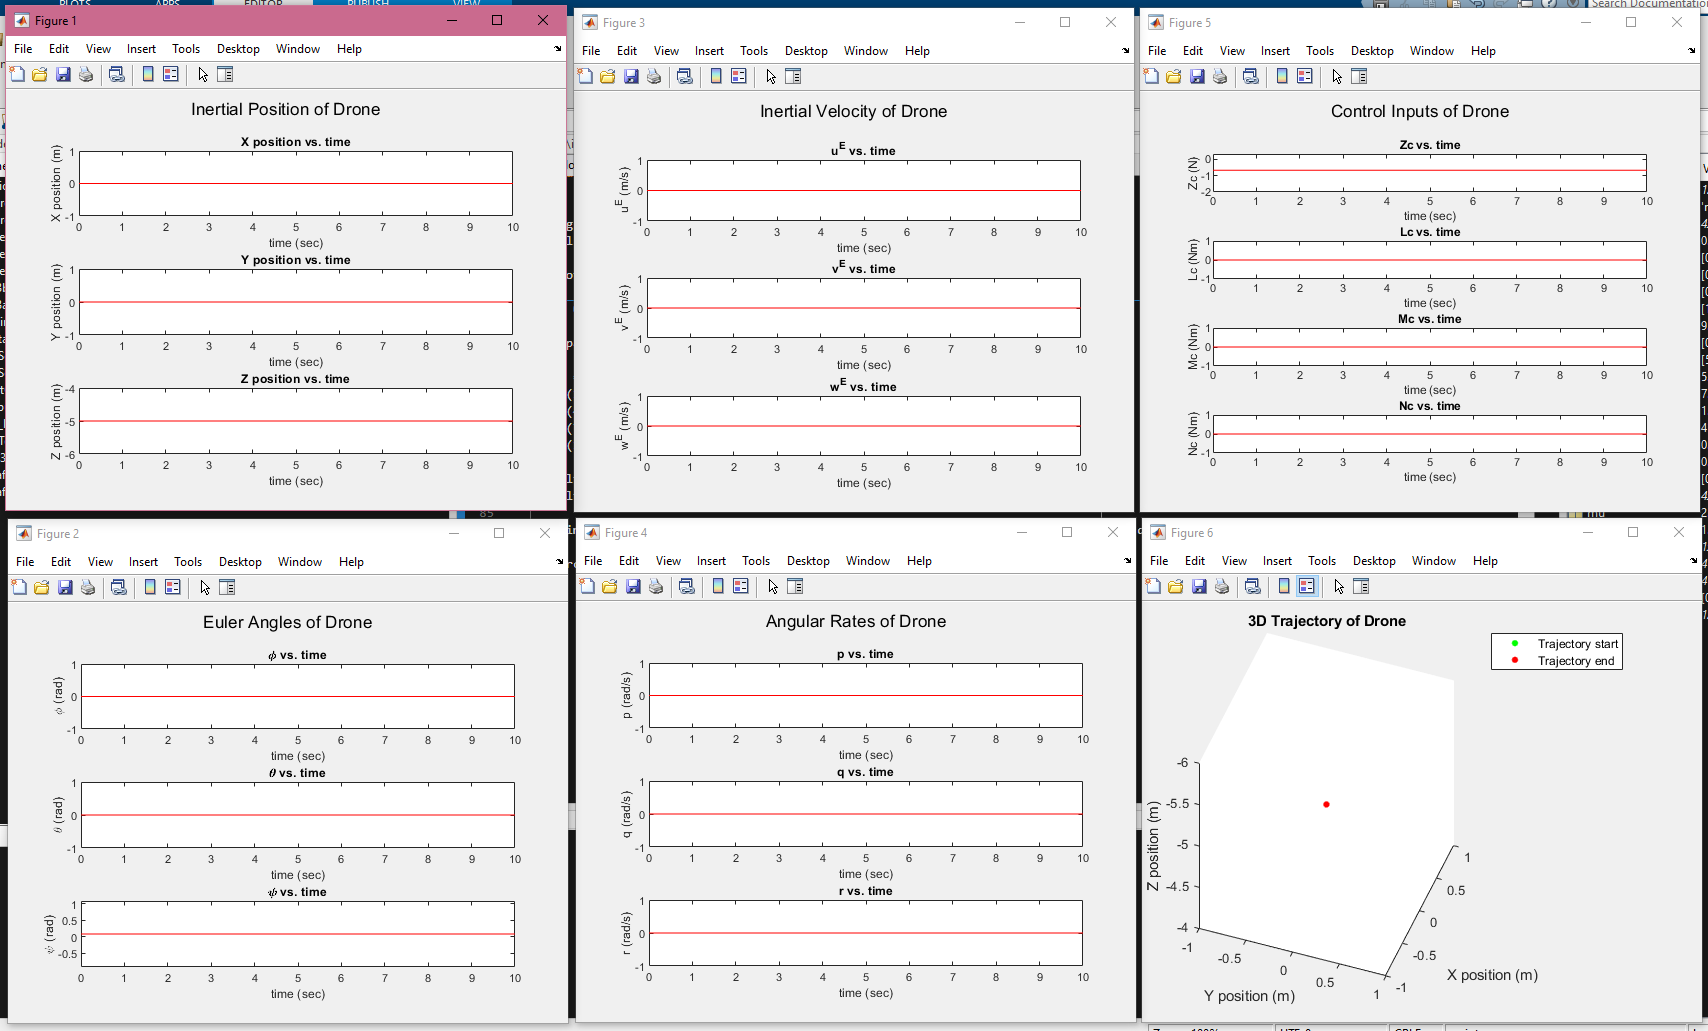 PLOTS APPS EDITOR PUBLISH VIEW
Search Documentation
Figure 1
File Edit View Insert Tools Desktop Window Help
Inertial Position of Drone
X position vs. time
X position (m)
1
0
-1
0 1 2 3 4 5 6 7 8 9 10
time (sec)
Y position vs. time
Y position (m)
1
0
-1
0 1 2 3 4 5 6 7 8 9 10
time (sec)
Z position vs. time
Z position (m)
-4
-5
-6
0 1 2 3 4 5 6 7 8 9 10
time (sec)
Figure 3
File Edit View Insert Tools Desktop Window Help
Inertial Velocity of Drone
u^E vs. time
u^E (m/s)
1
0
-1
0 1 2 3 4 5 6 7 8 9 10
time (sec)
v^E vs. time
v^E (m/s)
1
0
-1
0 1 2 3 4 5 6 7 8 9 10
time (sec)
w^E vs. time
w^E (m/s)
1
0
-1
0 1 2 3 4 5 6 7 8 9 10
time (sec)
Figure 5
File Edit View Insert Tools Desktop Window Help
Control Inputs of Drone
Zc vs. time
Zc (N)
0
-1
-2
0 1 2 3 4 5 6 7 8 9 10
time (sec)
Lc vs. time
Lc (Nm)
1
0
-1
0 1 2 3 4 5 6 7 8 9 10
time (sec)
Mc vs. time
Mc (Nm)
1
0
-1
0 1 2 3 4 5 6 7 8 9 10
time (sec)
Nc vs. time
Nc (Nm)
1
0
-1
0 1 2 3 4 5 6 7 8 9 10
time (sec)
85
Figure 2
File Edit View Insert Tools Desktop Window Help
Euler Angles of Drone
ϕ vs. time
ϕ (rad)
1
0
-1
0 1 2 3 4 5 6 7 8 9 10
time (sec)
θ vs. time
θ (rad)
1
0
-1
0 1 2 3 4 5 6 7 8 9 10
time (sec)
ψ vs. time
ψ (rad)
1
0.5
0
-0.5
0 1 2 3 4 5 6 7 8 9 10
time (sec)
Figure 4
File Edit View Insert Tools Desktop Window Help
Angular Rates of Drone
p vs. time
p (rad/s)
1
0
-1
0 1 2 3 4 5 6 7 8 9 10
time (sec)
q vs. time
q (rad/s)
1
0
-1
0 1 2 3 4 5 6 7 8 9 10
time (sec)
r vs. time
r (rad/s)
1
0
-1
0 1 2 3 4 5 6 7 8 9 10
time (sec)
Figure 6
File Edit View Insert Tools Desktop Window Help
3D Trajectory of Drone
Trajectory start
Trajectory end
Z position (m)
-6
-5.5
-5
-4.5
-4
-1 -0.5 0 0.5 1
Y position (m)
1
0.5
0
-0.5
-1
X position (m)